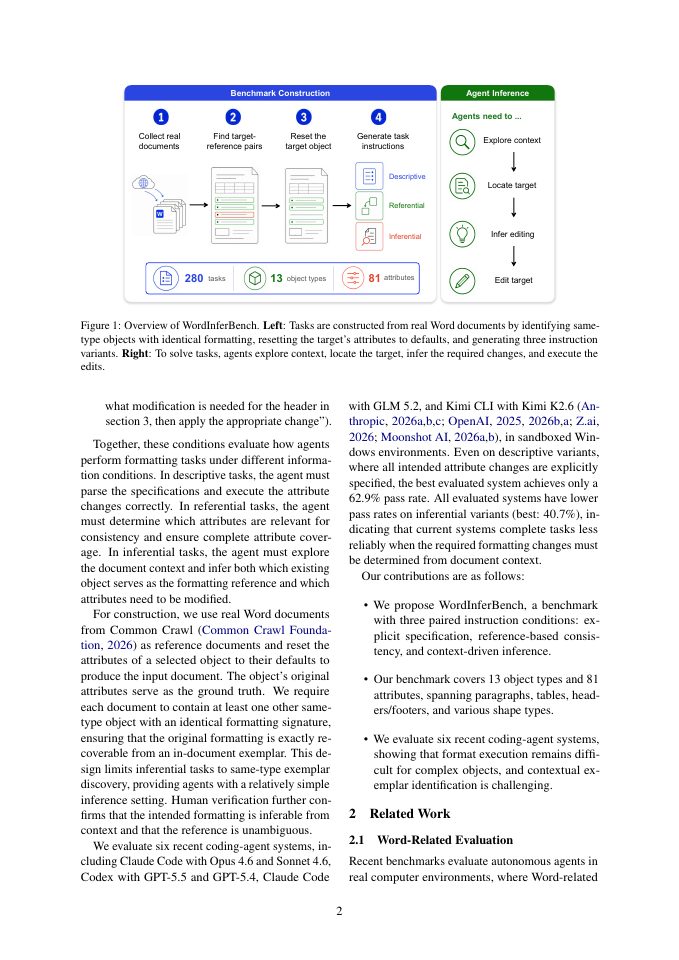 Benchmark Construction
1
2
3
4
Collect real
documents
Find target-
reference pairs
Reset the
target object
Generate task
instructions
W
Descriptive
Referential
Inferential
280 tasks
13 object types
81 attributes
Agent Inference
Agents need to ...
Explore context
Locate target
Infer editing
Edit target
Figure 1: Overview of WordInferBench. Left: Tasks are constructed from real Word documents by identifying same-
type objects with identical formatting, resetting the target's attributes to defaults, and generating three instruction
variants. Right: To solve tasks, agents explore context, locate the target, infer the required changes, and execute the
edits.
what modification is needed for the header in
section 3, then apply the appropriate change”).
Together, these conditions evaluate how agents
perform formatting tasks under different informa-
tion conditions. In descriptive tasks, the agent must
parse the specifications and execute the attribute
changes correctly. In referential tasks, the agent
must determine which attributes are relevant for
consistency and ensure complete attribute cover-
age. In inferential tasks, the agent must explore
the document context and infer both which existing
object serves as the formatting reference and which
attributes need to be modified.
For construction, we use real Word documents
from Common Crawl (Common Crawl Founda-
tion, 2026) as reference documents and reset the
attributes of a selected object to their defaults to
produce the input document. The object's original
attributes serve as the ground truth. We require
each document to contain at least one other same-
type object with an identical formatting signature,
ensuring that the original formatting is exactly re-
coverable from an in-document exemplar. This de-
sign limits inferential tasks to same-type exemplar
discovery, providing agents with a relatively simple
inference setting. Human verification further con-
firms that the intended formatting is inferable from
context and that the reference is unambiguous.
We evaluate six recent coding-agent systems, in-
cluding Claude Code with Opus 4.6 and Sonnet 4.6,
Codex with GPT-5.5 and GPT-5.4, Claude Code
with GLM 5.2, and Kimi CLI with Kimi K2.6 (An-
thropic, 2026a,b,c; OpenAI, 2025, 2026b,a; Z.ai,
2026; Moonshot AI, 2026a,b), in sandboxed Win-
dows environments. Even on descriptive variants,
where all intended attribute changes are explicitly
specified, the best evaluated system achieves only a
62.9% pass rate. All evaluated systems have lower
pass rates on inferential variants (best: 40.7%), in-
dicating that current systems complete tasks less
reliably when the required formatting changes must
be determined from document context.
Our contributions are as follows:
• We propose WordInferBench, a benchmark
with three paired instruction conditions: ex-
plicit specification, reference-based consis-
tency, and context-driven inference.
• Our benchmark covers 13 object types and 81
attributes, spanning paragraphs, tables, head-
ers/footers, and various shape types.
• We evaluate six recent coding-agent systems,
showing that format execution remains diffi-
cult for complex objects, and contextual ex-
emplar identification is challenging.
2 Related Work
2.1 Word-Related Evaluation
Recent benchmarks evaluate autonomous agents in
real computer environments, where Word-related
2